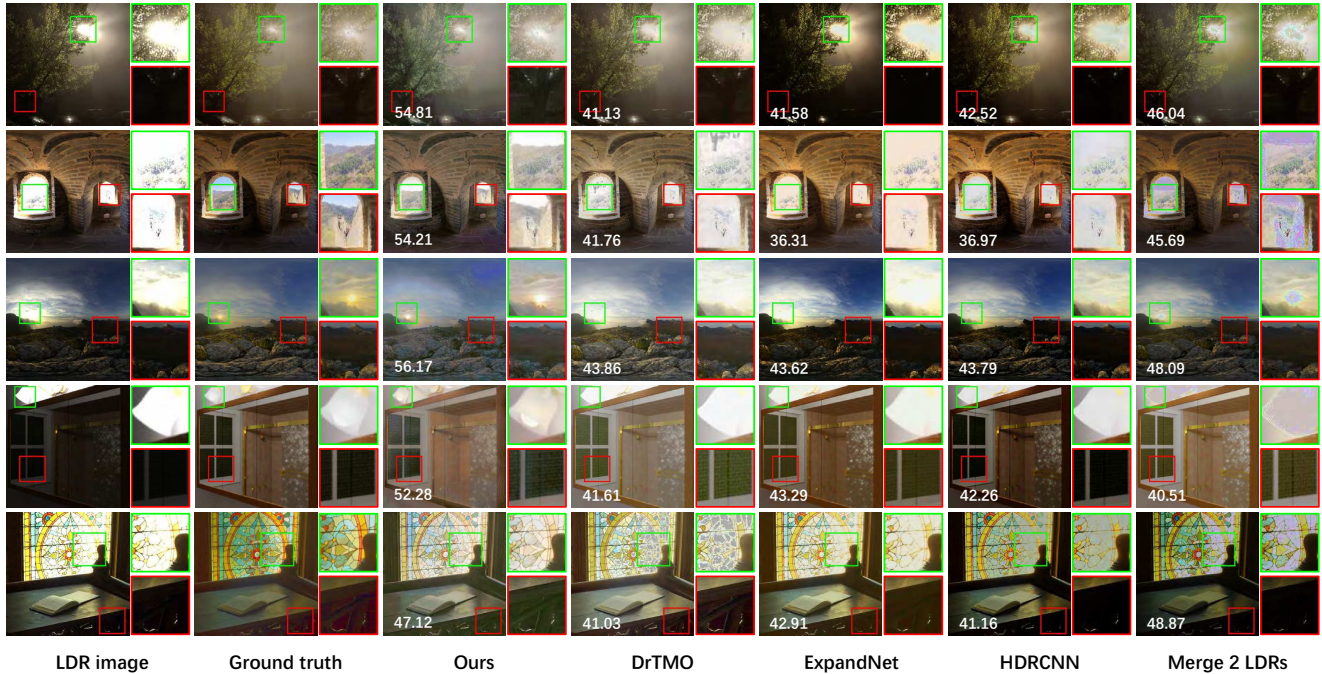 54.81 41.13 41.58 42.52 46.04
54.21 41.76 36.31 36.97 45.69
56.17 43.86 43.62 43.79 48.09
52.28 41.61 43.29 42.26 40.51
47.12 41.03 42.91 41.16 48.87
LDR image Ground truth Ours DrTMO ExpandNet HDRCNN Merge 2 LDRs